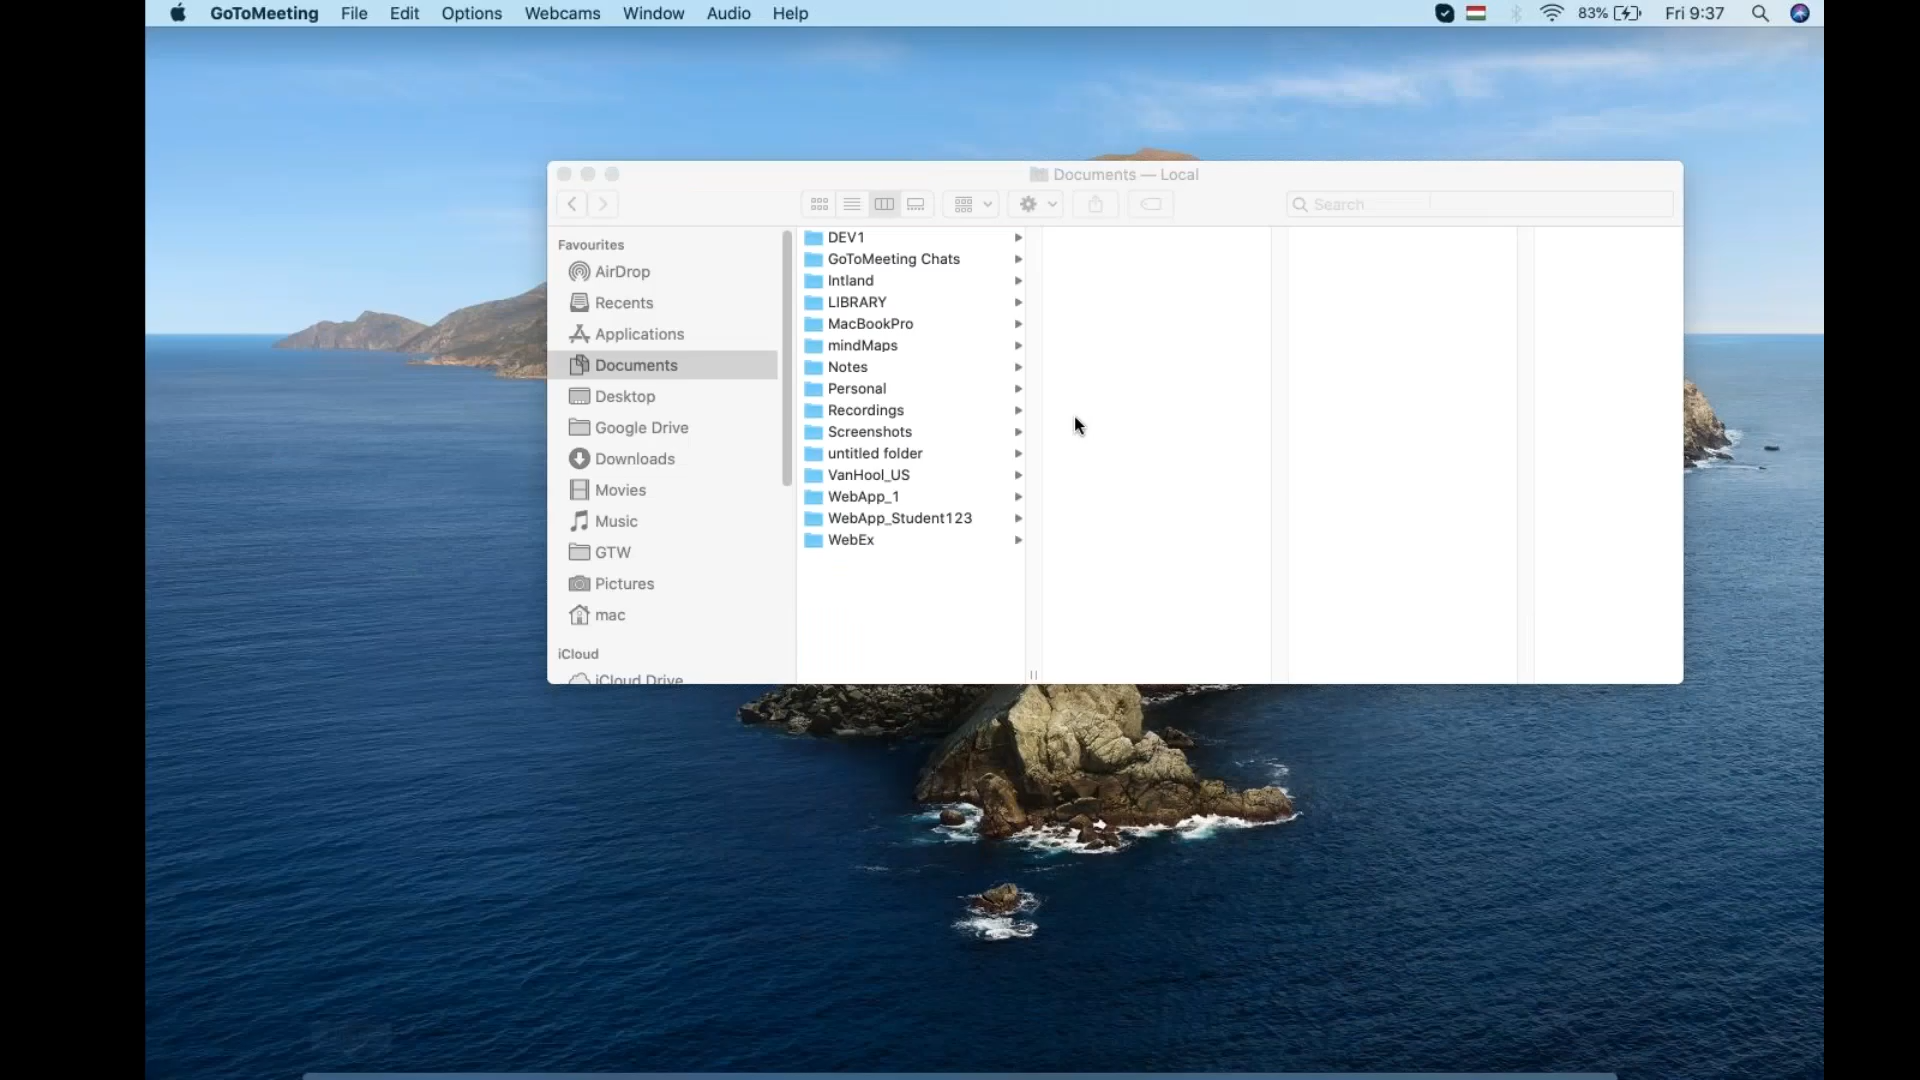 GoToMeeting File Edit Options Webcams Window Audio Help 83% Fri 9:37
Documents — Local
Search
Favourites
AirDrop
Recents
Applications
Documents
Desktop
Google Drive
Downloads
Movies
Music
GTW
Pictures
mac
iCloud
iCloud Drive
DEV1
GoToMeeting Chats
Intland
LIBRARY
MacBookPro
mindMaps
Notes
Personal
Recordings
Screenshots
untitled folder
VanHool_US
WebApp_1
WebApp_Student123
WebEx